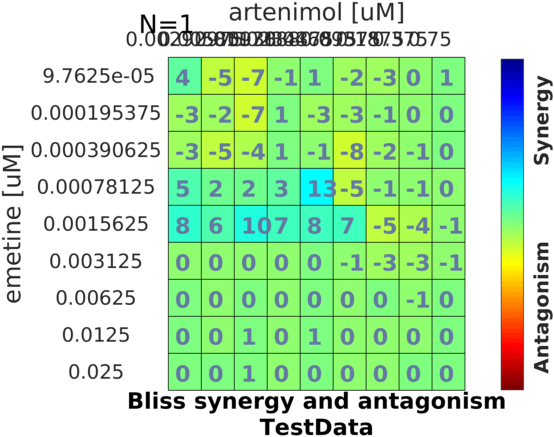 artenimol [uM]
N=1
9.7625e-05 4 -5 -7 -1 1 -2 -3 0 1
0.000195375 -3 -2 -7 1 -3 -3 -1 0 0
0.000390625 -3 -5 -4 1 -1 -8 -2 -1 0
0.00078125 5 2 2 3 13 -5 -1 -1 0
0.0015625 8 6 10 7 8 7 -5 -4 -1
0.003125 0 0 0 0 0 -1 -3 -3 -1
0.00625 0 0 0 0 0 0 0 -1 0
0.0125 0 0 1 0 1 0 0 0 0
0.025 0 0 1 0 0 0 0 0 0
emetine [uM]
Synergy
Antagonism
Bliss synergy and antagonism
TestData